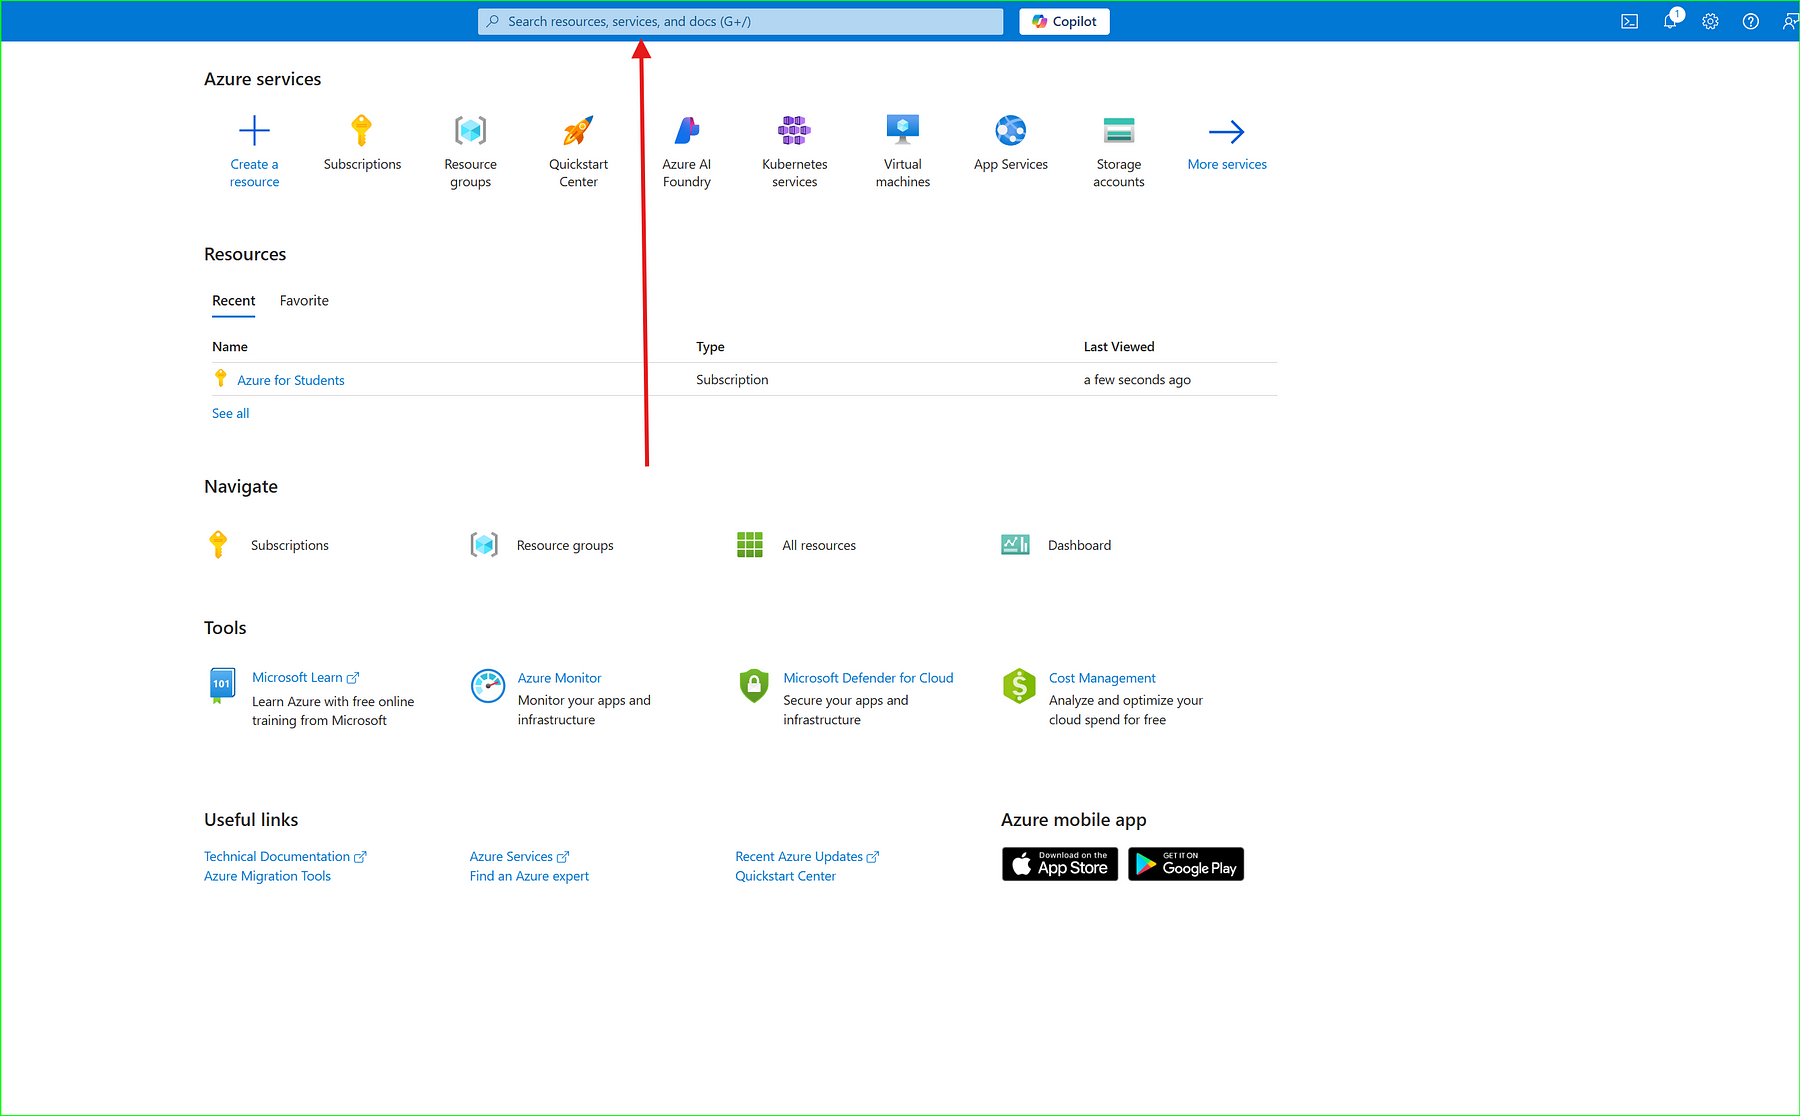 Search resources, services, and docs (G+/)
Copilot
1
Azure services
Create a
resource
Subscriptions
Resource
groups
Quickstart
Center
Azure AI
Foundry
Kubernetes
services
Virtual
machines
App Services
Storage
accounts
More services
Resources
Recent Favorite
Name Type Last Viewed
Azure for Students Subscription a few seconds ago
See all
Navigate
Subscriptions Resource groups All resources Dashboard
Tools
101
Microsoft Learn
Learn Azure with free online
training from Microsoft
Azure Monitor
Monitor your apps and
infrastructure
Microsoft Defender for Cloud
Secure your apps and
infrastructure
Cost Management
Analyze and optimize your
cloud spend for free
Useful links
Technical Documentation
Azure Migration Tools
Azure Services
Find an Azure expert
Recent Azure Updates
Quickstart Center
Azure mobile app
Download on the
App Store
GET IT ON
Google Play